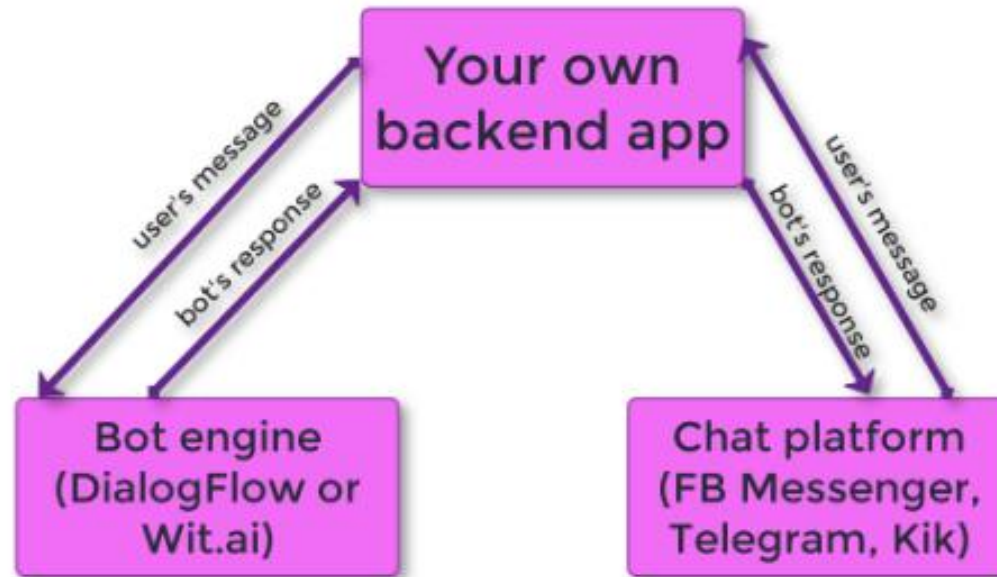 Your own
backend app
user's message
bot's response
bot's response
user's message
Bot engine
(DialogFlow or
Wit.ai)
Chat platform
(FB Messenger,
Telegram, Kik)